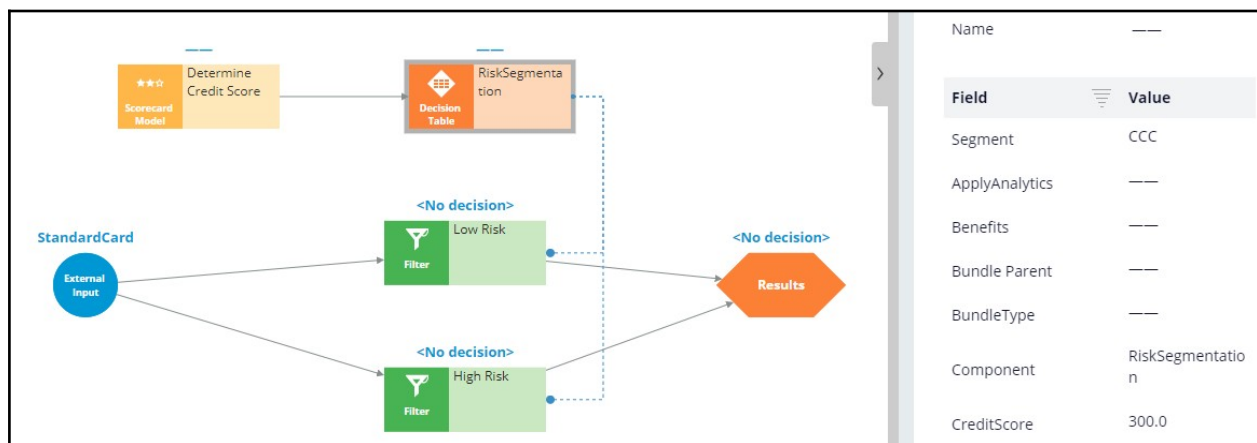 ——
Determine
Credit Score
Scorecard
Model
——
RiskSegmenta
tion
Decision
Table
StandardCard
External
Input
<No decision>
Low Risk
Filter
<No decision>
High Risk
Filter
<No decision>
Results
Name ——
Field Value
Segment CCC
ApplyAnalytics ——
Benefits ——
Bundle Parent ——
BundleType ——
Component RiskSegmentatio
n
CreditScore 300.0